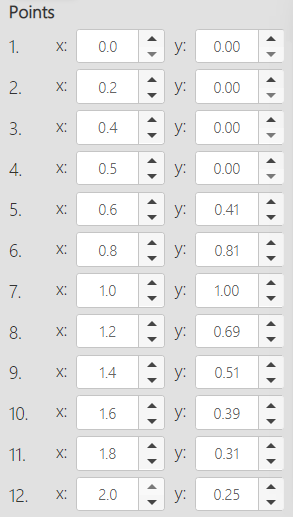 Points
1. x: 0.0 y: 0.00
2. x: 0.2 y: 0.00
3. x: 0.4 y: 0.00
4. x: 0.5 y: 0.00
5. x: 0.6 y: 0.41
6. x: 0.8 y: 0.81
7. x: 1.0 y: 1.00
8. x: 1.2 y: 0.69
9. x: 1.4 y: 0.51
10. x: 1.6 y: 0.39
11. x: 1.8 y: 0.31
12. x: 2.0 y: 0.25